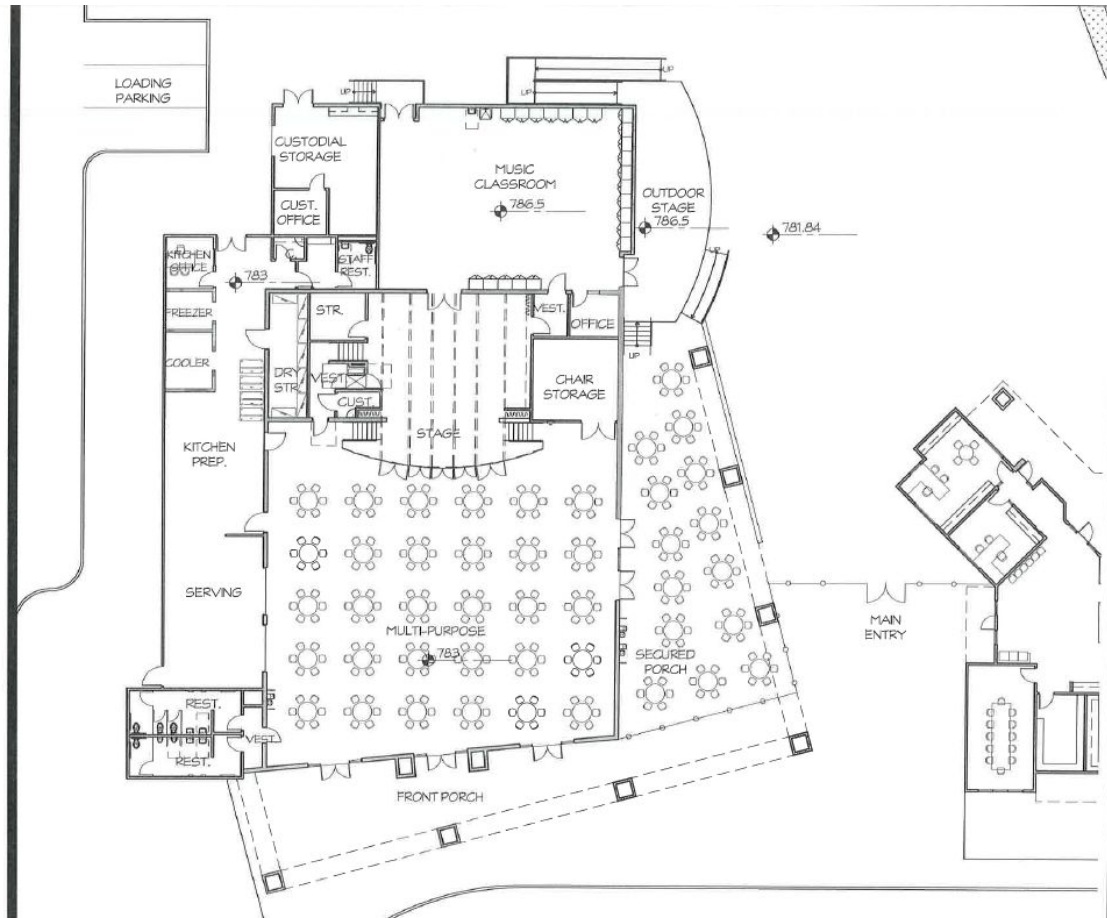 LOADING
PARKING
UP
UP
UP
CUSTODIAL
STORAGE
MUSIC
CLASSROOM
786.5
CUST.
OFFICE
OUTDOOR
STAGE
786.5
781.84
UP
KITCHEN
OFFICE
STAFF
REST.
783
FREEZER
STR.
VEST.
OFFICE
UP
COOLER
DRY
STR.
VEST.
CUST.
CHAIR
STORAGE
STAGE
KITCHEN
PREP.
SERVING
MULTI-PURPOSE
783
SECURED
PORCH
MAIN
ENTRY
REST.
VEST.
REST.
FRONT PORCH